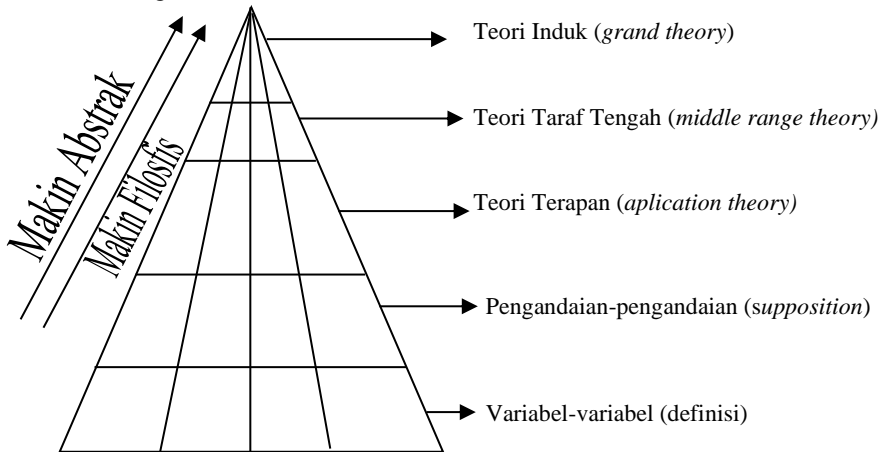 Teori Induk (grand theory)
Makin Abstrak
Makin Filosfis
Teori Taraf Tengah (middle range theory)
Teori Terapan (aplication theory)
Pengandaian-pengandaian (supposition)
Variabel-variabel (definisi)